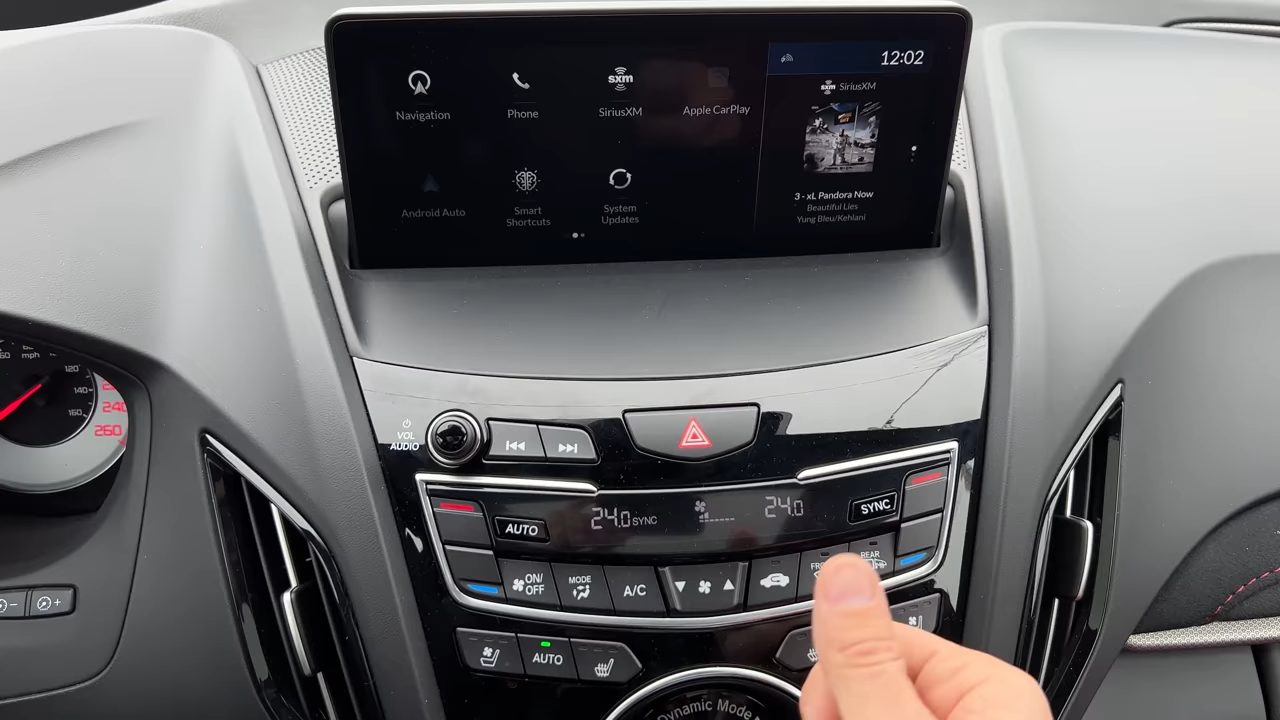 12:02
sxm SiriusXM
Navigation
Phone
sxm
SiriusXM
Apple CarPlay
Android Auto
Smart
Shortcuts
System
Updates
3 - xL Pandora Now
Beautiful Lies
Yung Bleu/Kehlani
mph
120
140
160
240
260
VOL
AUDIO
AUTO
24.0 SYNC
24.0
SYNC
ON/
OFF
MODE
A/C
REAR
AUTO
Dynamic Mode